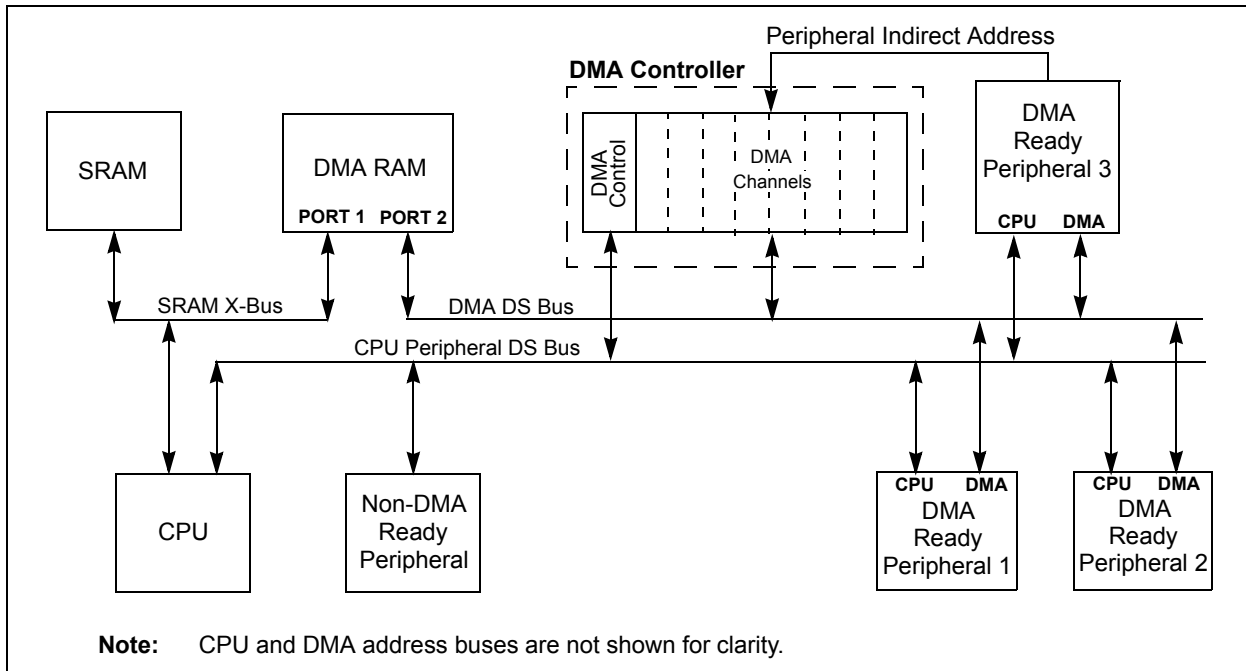 Peripheral Indirect Address
DMA Controller
SRAM
DMA RAM
PORT 1 PORT 2
DMA
Control
DMA
Channels
DMA
Ready
Peripheral 3
CPU DMA
SRAM X-Bus
DMA DS Bus
CPU Peripheral DS Bus
CPU
Non-DMA
Ready
Peripheral
CPU DMA
DMA
Ready
Peripheral 1
CPU DMA
DMA
Ready
Peripheral 2
Note: CPU and DMA address buses are not shown for clarity.